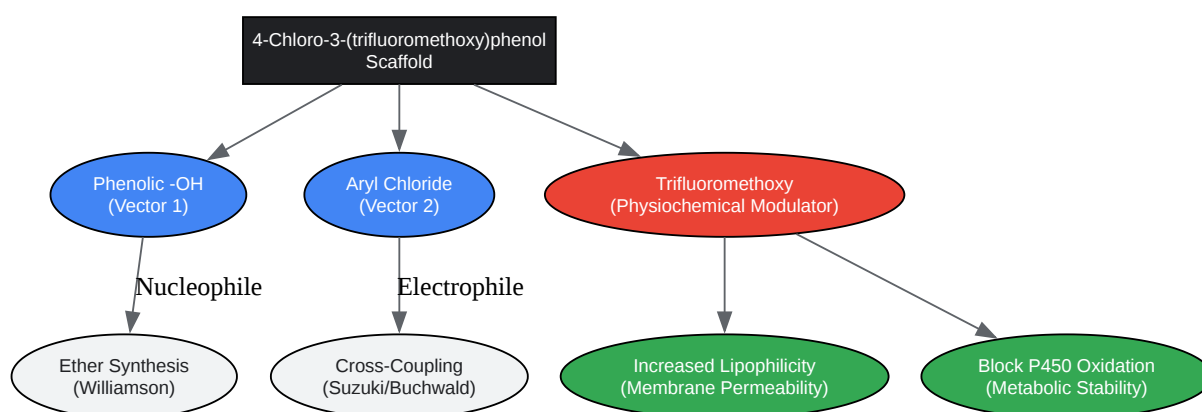 4-Chloro-3-(trifluoromethoxy)phenol
Scaffold
Phenolic -OH
(Vector 1)
Aryl Chloride
(Vector 2)
Trifluoromethoxy
(Physiochemical Modulator)
Nucleophile
Electrophile
Ether Synthesis
(Williamson)
Cross-Coupling
(Suzuki/Buchwald)
Increased Lipophilicity
(Membrane Permeability)
Block P450 Oxidation
(Metabolic Stability)